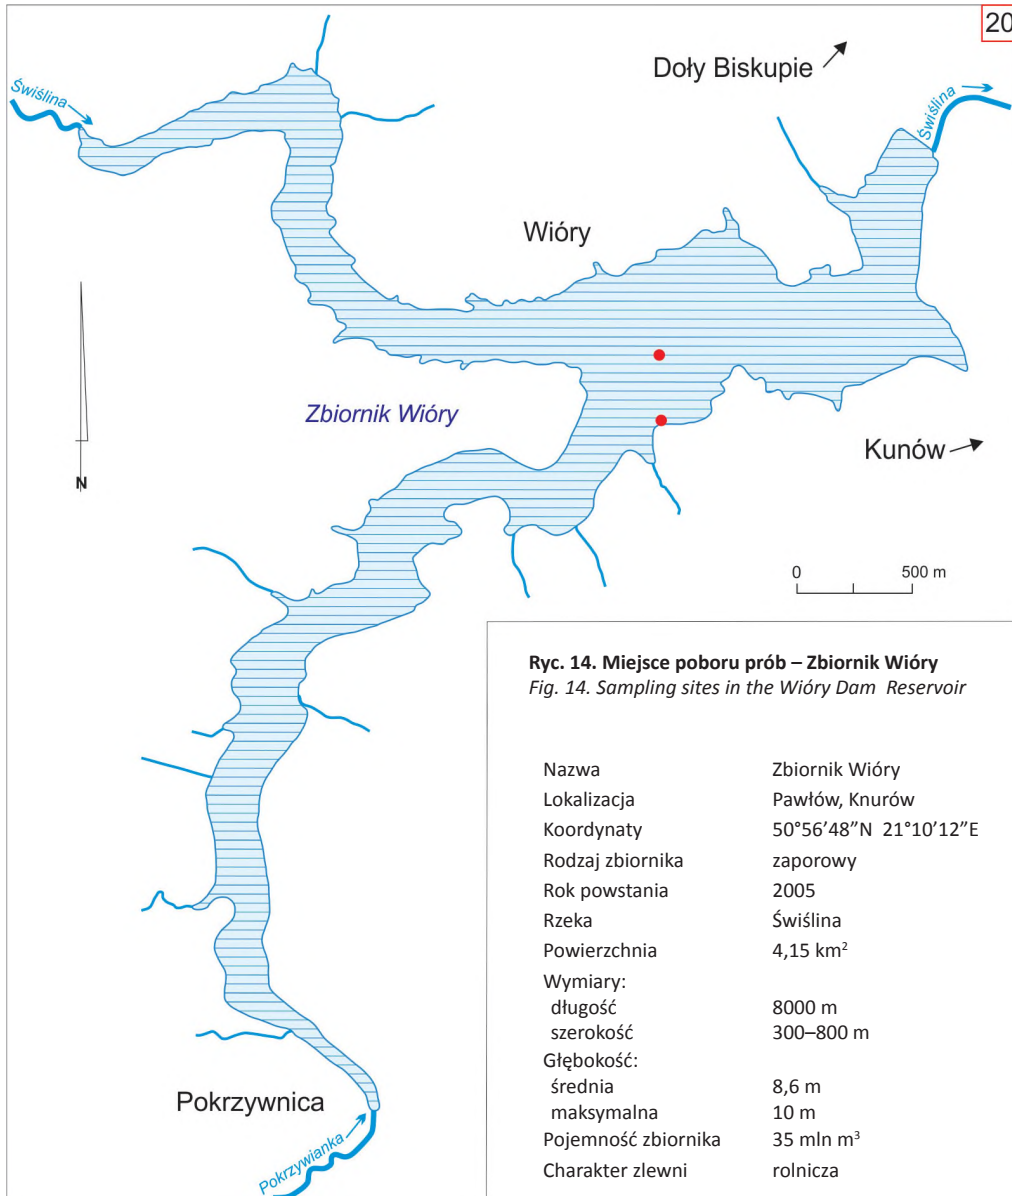 20
Doły Biskupie
Świślina
Świślina
Wióry
Zbiornik Wióry
Kunów
N
0 500 m
Ryc. 14. Miejsce poboru prób – Zbiornik Wióry
Fig. 14. Sampling sites in the Wióry Dam Reservoir
Nazwa Zbiornik Wióry
Lokalizacja Pawłów, Knurów
Koordynaty 50°56’48”N 21°10’12”E
Rodzaj zbiornika zaporowy
Rok powstania 2005
Rzeka Świślina
Powierzchnia 4,15 km²
Wymiary:
długość 8000 m
szerokość 300–800 m
Głębokość:
średnia 8,6 m
maksymalna 10 m
Pojemność zbiornika 35 mln m³
Charakter zlewni rolnicza
Pokrzywnica
Pokrzywianka